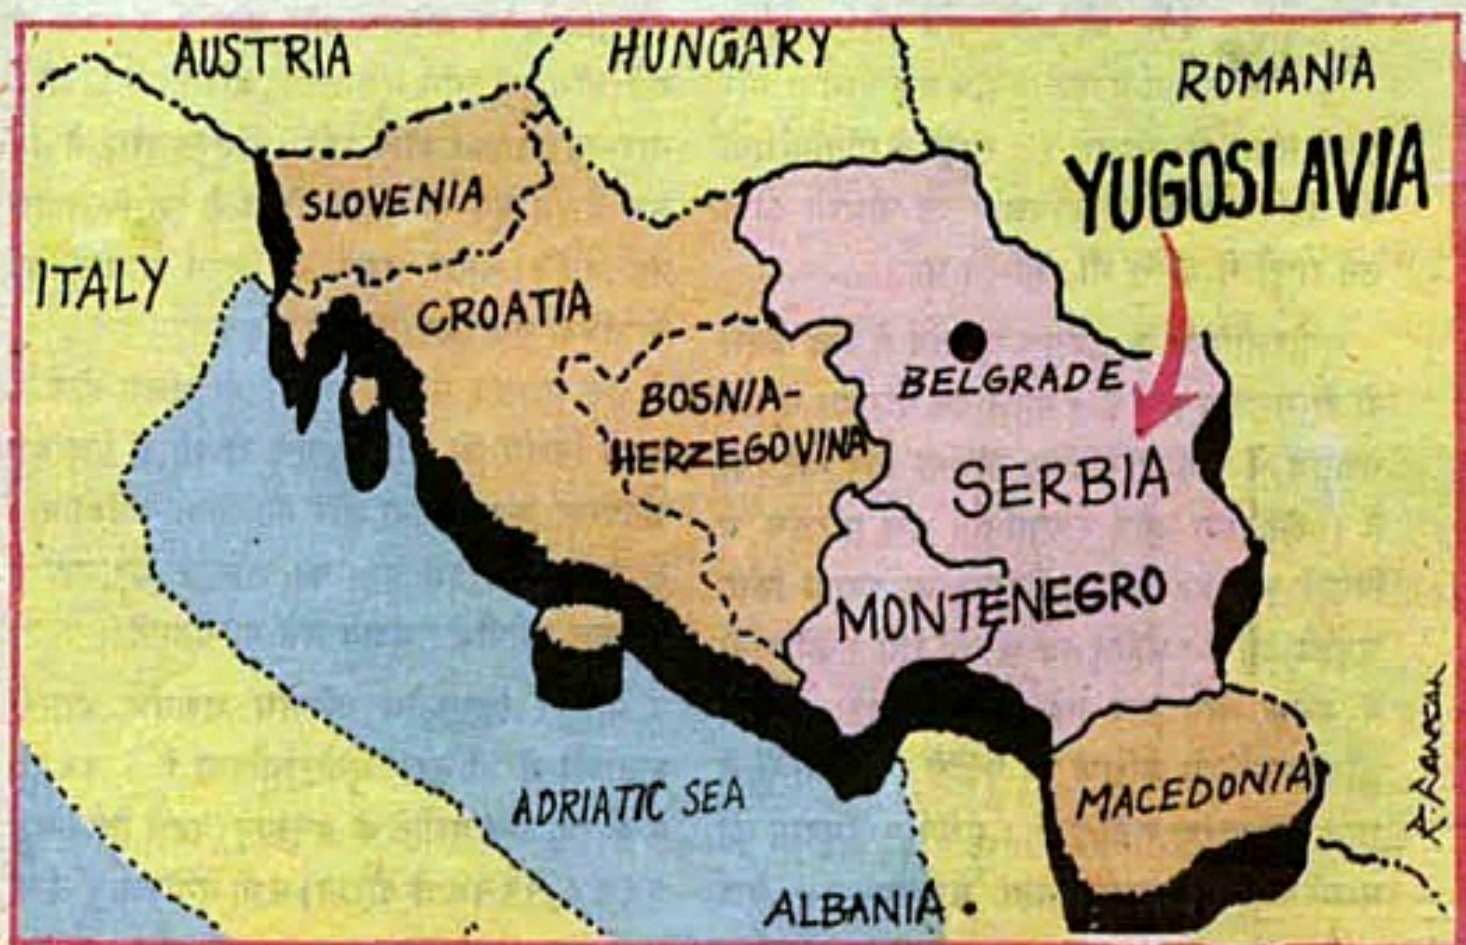 AUSTRIA
HUNGARY
ROMANIA
YUGOSLAVIA
SLOVENIA
ITALY
CROATIA
BELGRADE
BOSNIA-
HERZEGOVINA
SERBIA
MONTENEGRO
ADRIATIC SEA
MACEDONIA
ALBANIA